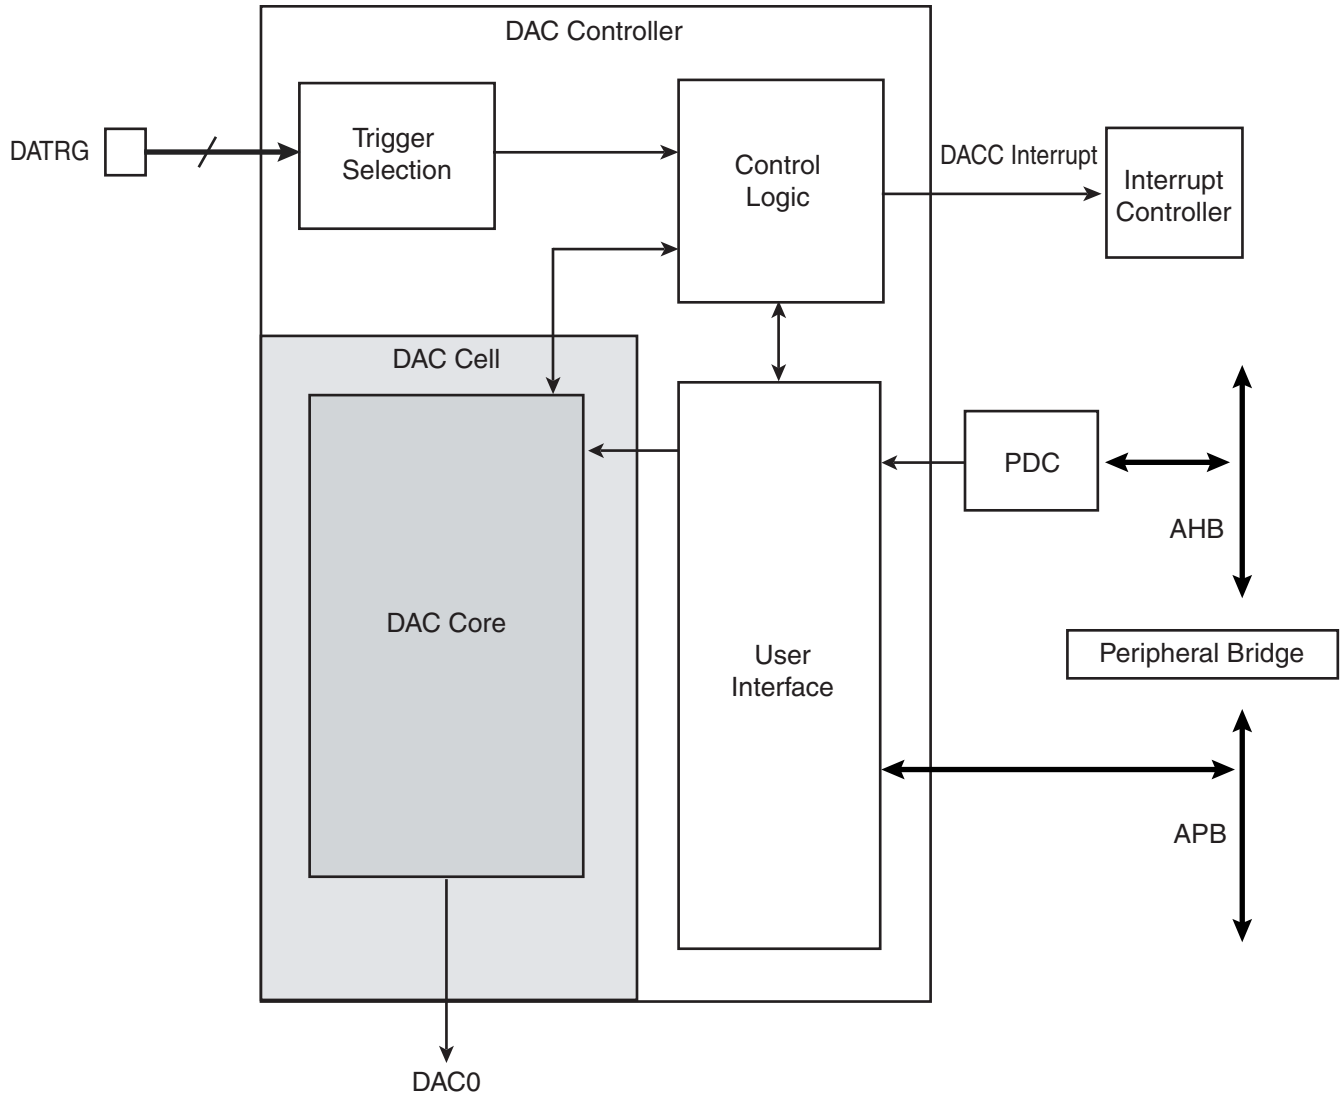 DAC Controller
DATRG
Trigger
Selection
Control
Logic
DACC Interrupt
Interrupt
Controller
DAC Cell
DAC Core
User
Interface
PDC
AHB
Peripheral Bridge
APB
DAC0